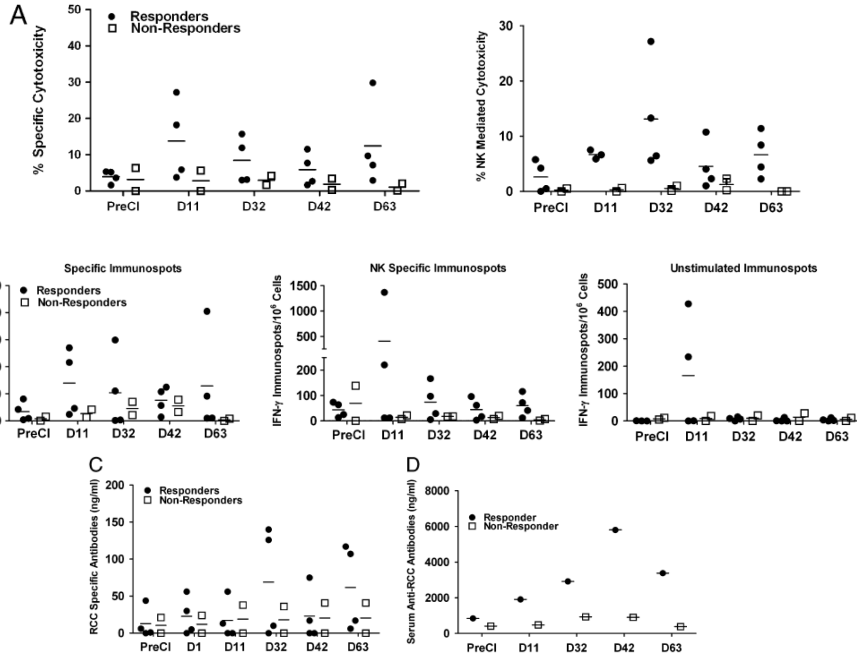 A
Responders
Non-Responders
% Specific Cytotoxicity
50
40
30
20
10
0
PreCI D11 D32 D42 D63
% NK Mediated Cytotoxicity
30
20
10
0
PreCI D11 D32 D42 D63
Specific Immunospots
Responders
Non-Responders
PreCI D11 D32 D42 D63
NK Specific Immunospots
IFN-γ Immunospots/10⁶ Cells
1500
1000
500
200
100
0
PreCI D11 D32 D42 D63
Unstimulated Immunospots
IFN-γ Immunospots/10⁶ Cells
500
400
300
200
100
0
PreCI D11 D32 D42 D63
C
Responders
Non-Responders
RCC Specific Antibodies (ng/ml)
200
150
100
50
0
PreCI D1 D11 D32 D42 D63
D
Responder
Non-Responder
Serum Anti-RCC Antibodies (ng/ml)
8000
6000
4000
2000
0
PreCI D11 D32 D42 D63